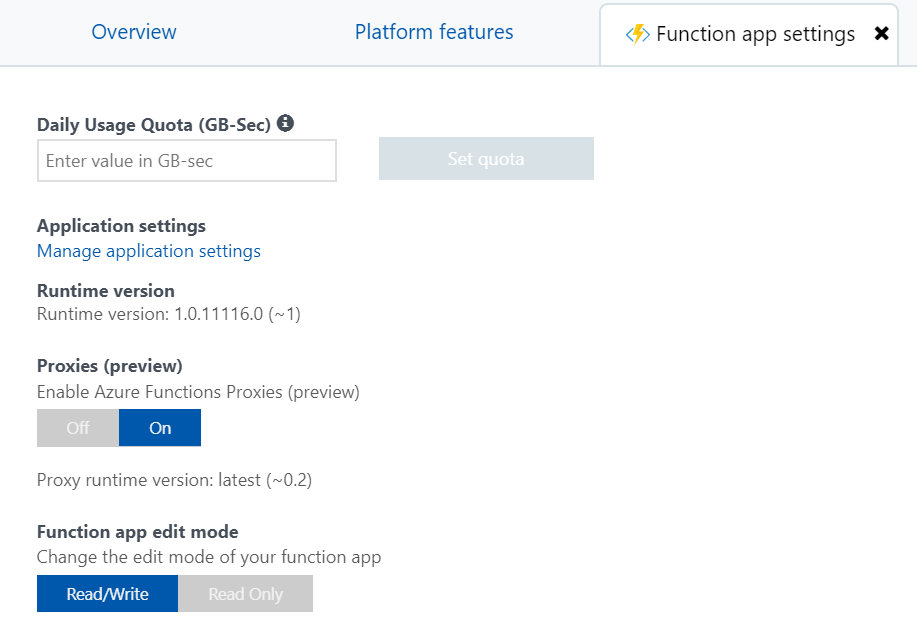 Overview Platform features Function app settings
Daily Usage Quota (GB-Sec)
Enter value in GB-sec Set quota
Application settings
Manage application settings
Runtime version
Runtime version: 1.0.11116.0 (~1)
Proxies (preview)
Enable Azure Functions Proxies (preview)
Off On
Proxy runtime version: latest (~0.2)
Function app edit mode
Change the edit mode of your function app
Read/Write Read Only